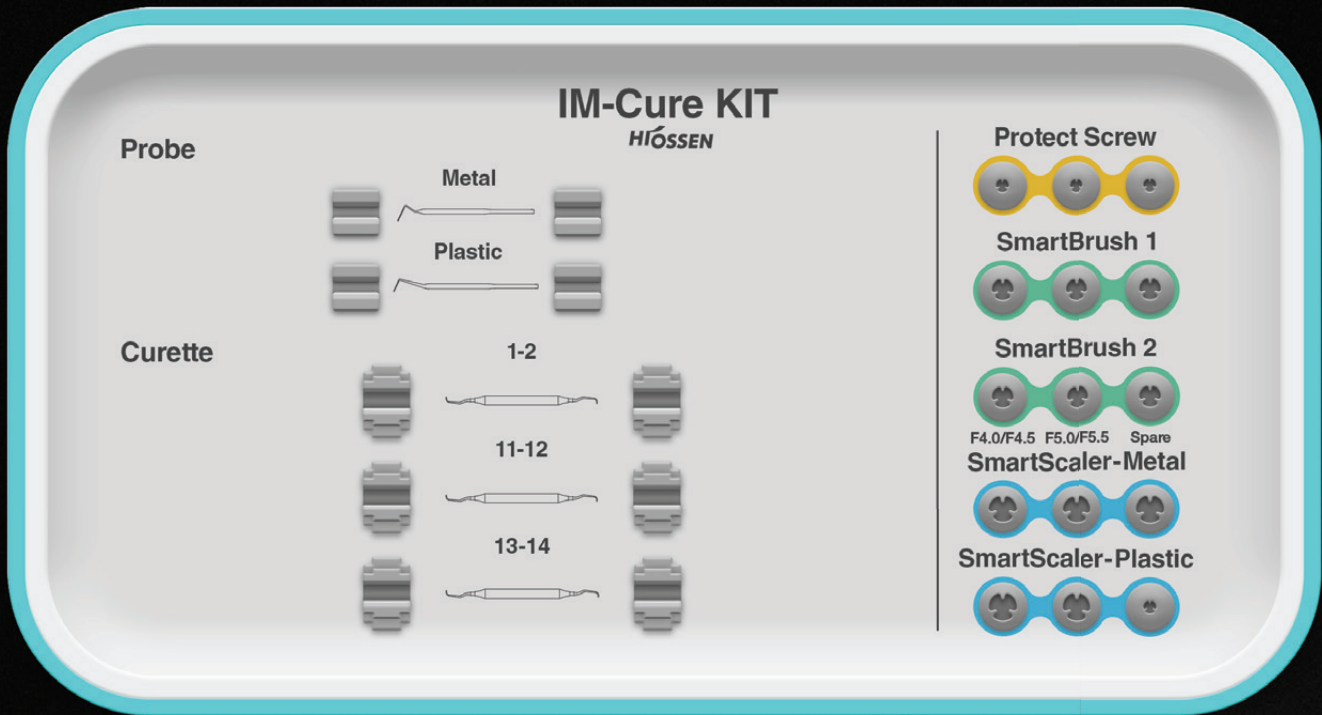 IM-Cure KIT
HIOSSEN
Probe
Metal
Plastic
Curette
1-2
11-12
13-14
Protect Screw
SmartBrush 1
SmartBrush 2
F4.0/F4.5 F5.0/F5.5 Spare
SmartScaler-Metal
SmartScaler-Plastic